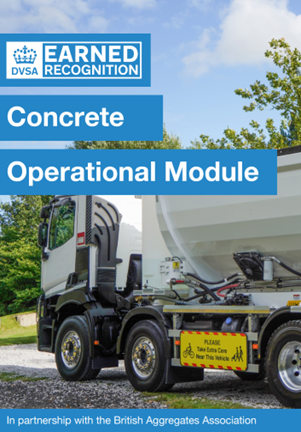 DVSA
EARNED
RECOGNITION
Concrete
Operational Module
PLEASE
Take Extra Care
Near This Vehicle
In partnership with the British Aggregates Association